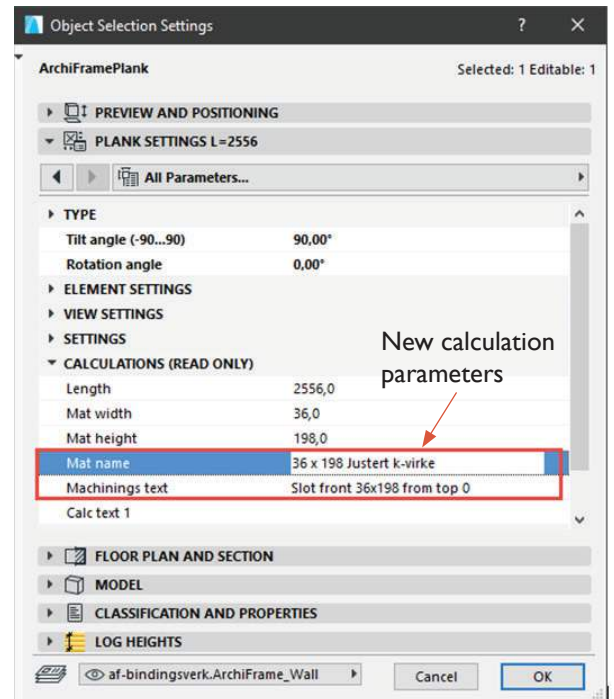 Object Selection Settings ? ×
ArchiFramePlank Selected: 1 Editable: 1
PREVIEW AND POSITIONING
PLANK SETTINGS L=2556
All Parameters...
TYPE
Tilt angle (-90...90) 90,00°
Rotation angle 0,00°
ELEMENT SETTINGS
VIEW SETTINGS
SETTINGS
New calculation
parameters
CALCULATIONS (READ ONLY)
Length 2556,0
Mat width 36,0
Mat height 198,0
Mat name 36 x 198 Justert k-virke
Machinings text Slot front 36x198 from top 0
Calc text 1
FLOOR PLAN AND SECTION
MODEL
CLASSIFICATION AND PROPERTIES
LOG HEIGHTS
af-bindingsverk.ArchiFrame_Wall Cancel OK